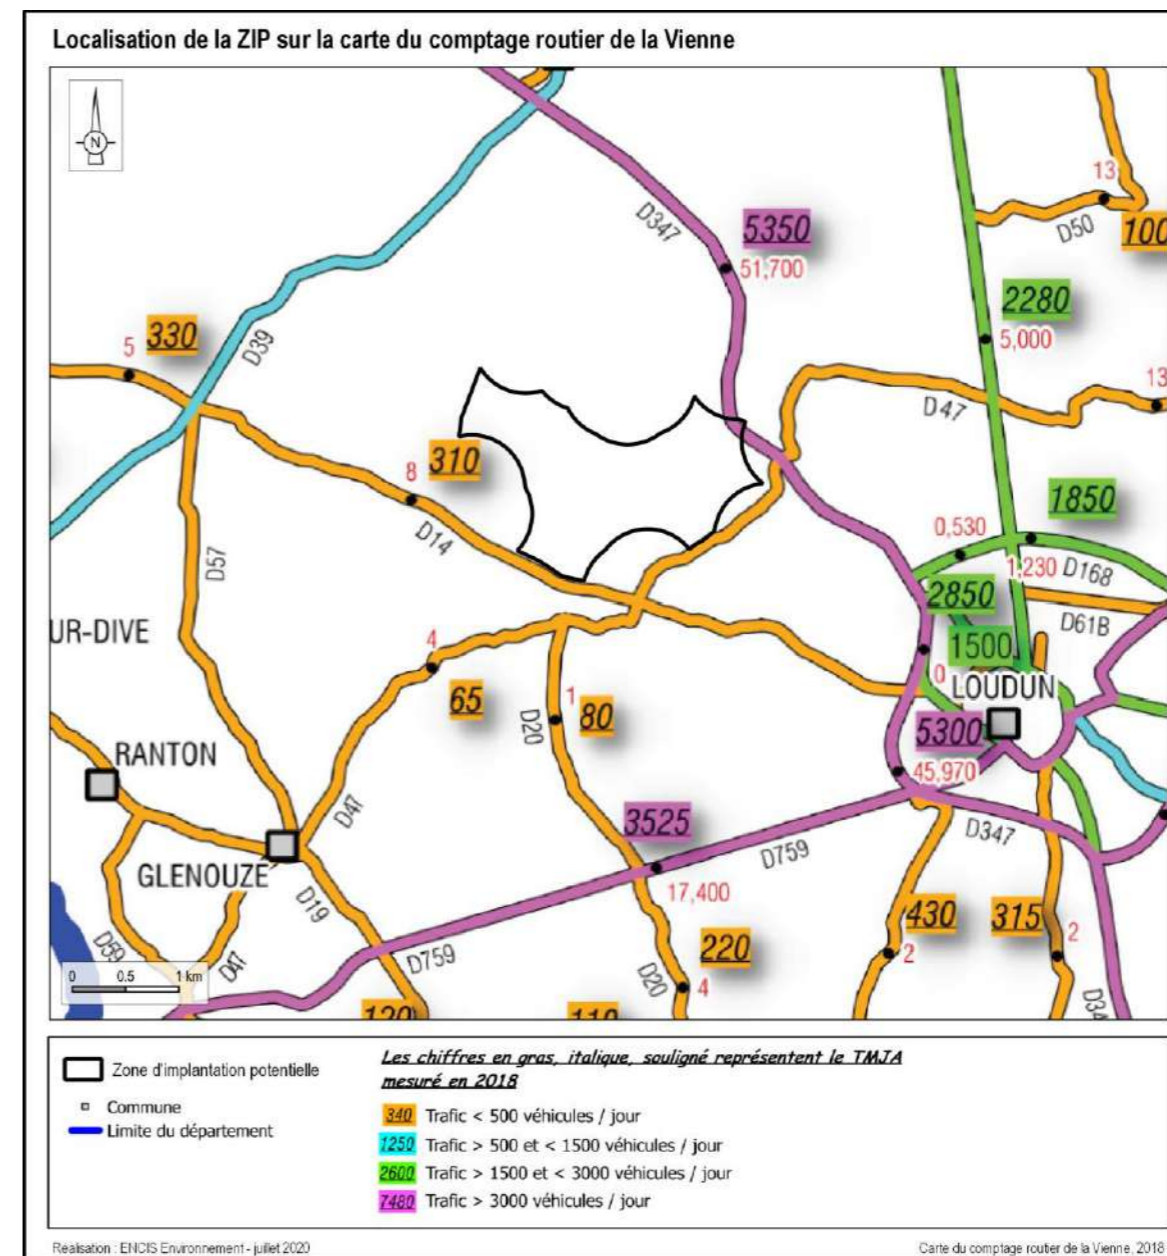 Localisation de la ZIP sur la carte du comptage routier de la Vienne
N
13
D347
5350
D50
100
51,700
2280
5
330
D39
5,000
13
D47
8
310
1850
D14
0,530
D57
1,230
D168
2850
D61B
UR-DIVE
4
1500
0
LOUDUN
65
1
80
D20
5300
RANTON
45,970
D47
3525
D347
D759
GLENOUZE
17,400
D19
430
315
2
2
D59
D47
D759
220
D20
4
D34
0 0.5 1 km
120
110
Zone d'implantation potentielle
Commune
Limite du département
Les chiffres en gras, italique, souligné représentent le TMJA
mesuré en 2018
340 Trafic < 500 véhicules / jour
1250 Trafic > 500 et < 1500 véhicules / jour
2600 Trafic > 1500 et < 3000 véhicules / jour
7480 Trafic > 3000 véhicules / jour
Réalisation : ENCIS Environnement - juillet 2020
Carte du comptage routier de la Vienne, 2018